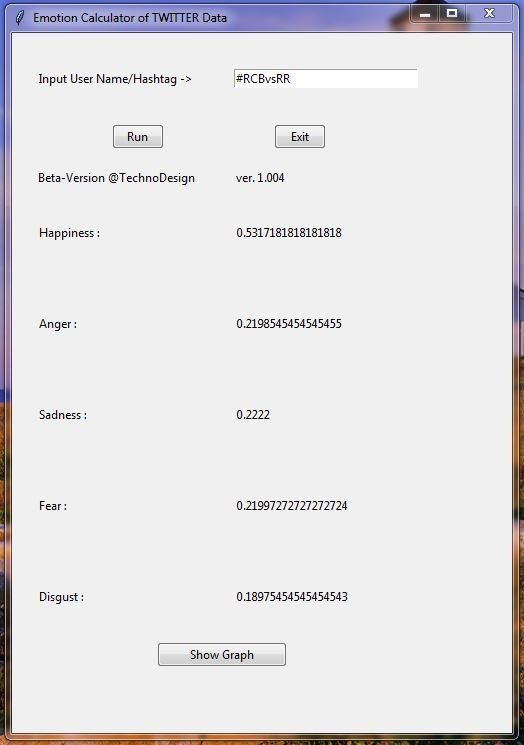 Emotion Calculator of TWITTER Data
Input User Name/Hashtag -> #RCBvsRR
Run Exit
Beta-Version @TechnoDesign ver. 1.004
Happiness : 0.5317181818181818
Anger : 0.2198545454545455
Sadness : 0.2222
Fear : 0.21997272727272724
Disgust : 0.18975454545454543
Show Graph